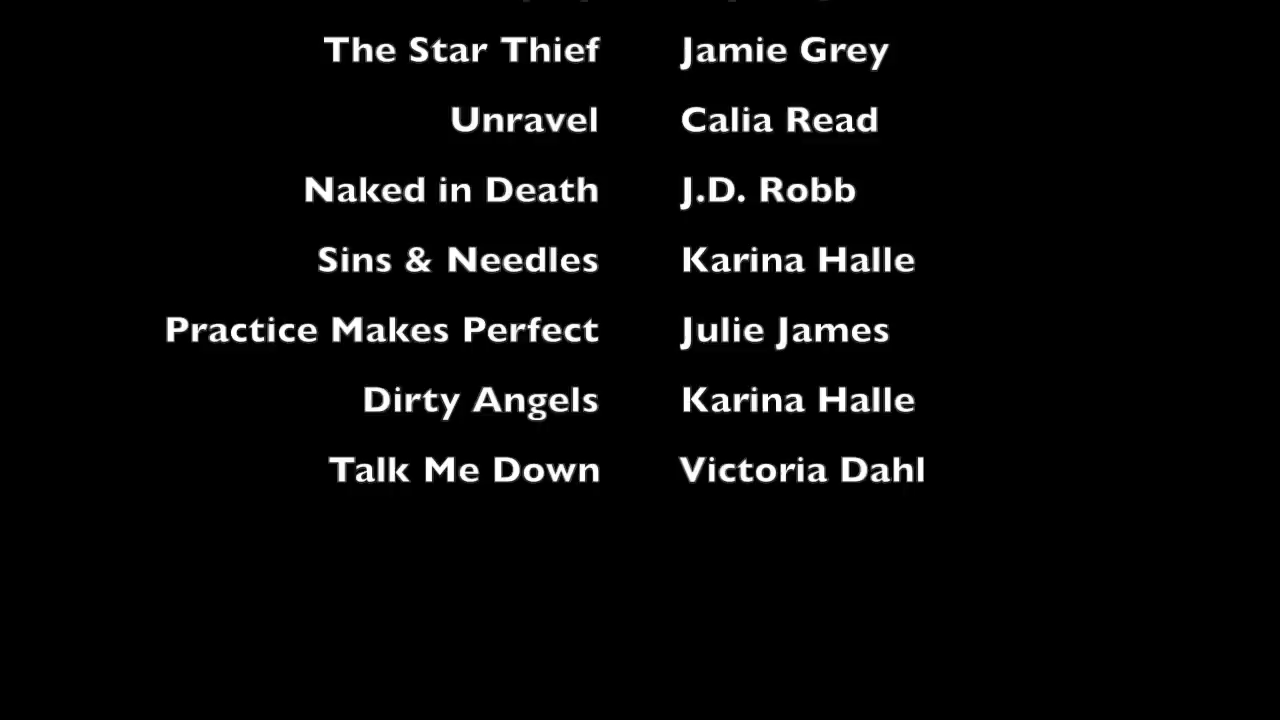 The Star Thief Jamie Grey
Unravel Calia Read
Naked in Death J.D. Robb
Sins & Needles Karina Halle
Practice Makes Perfect Julie James
Dirty Angels Karina Halle
Talk Me Down Victoria Dahl